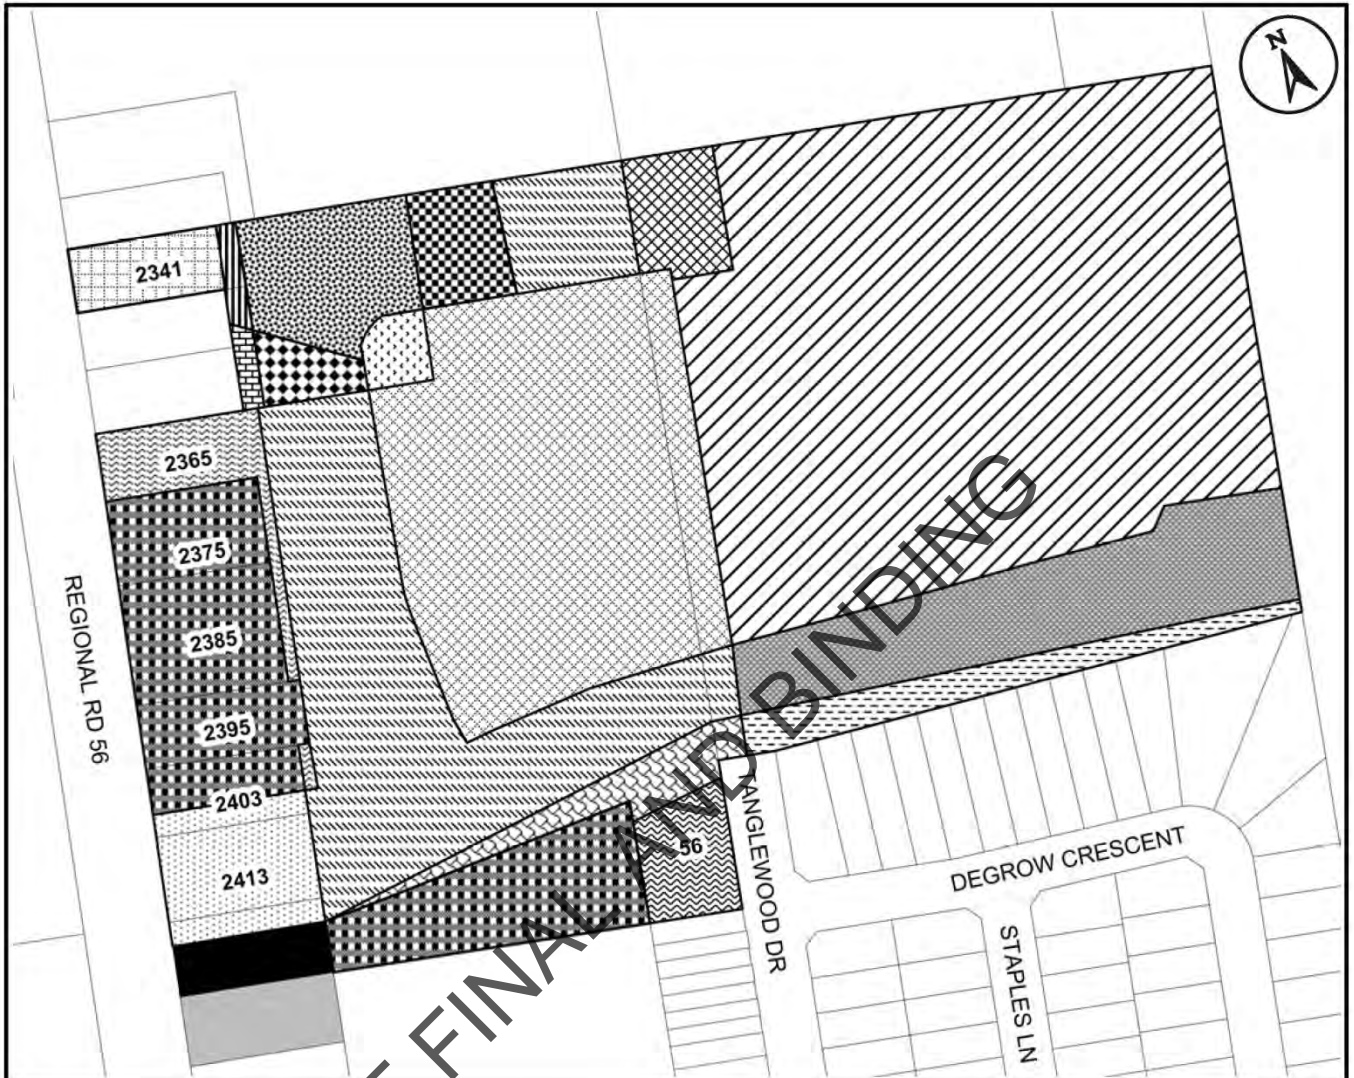 N
2341
2365
2375
2385
2395
2403
2413
56
REGIONAL RD 56
TANGLEWOOD DR
DEGROW CRESCENT
STAPLES LN
FINAL AND BINDING